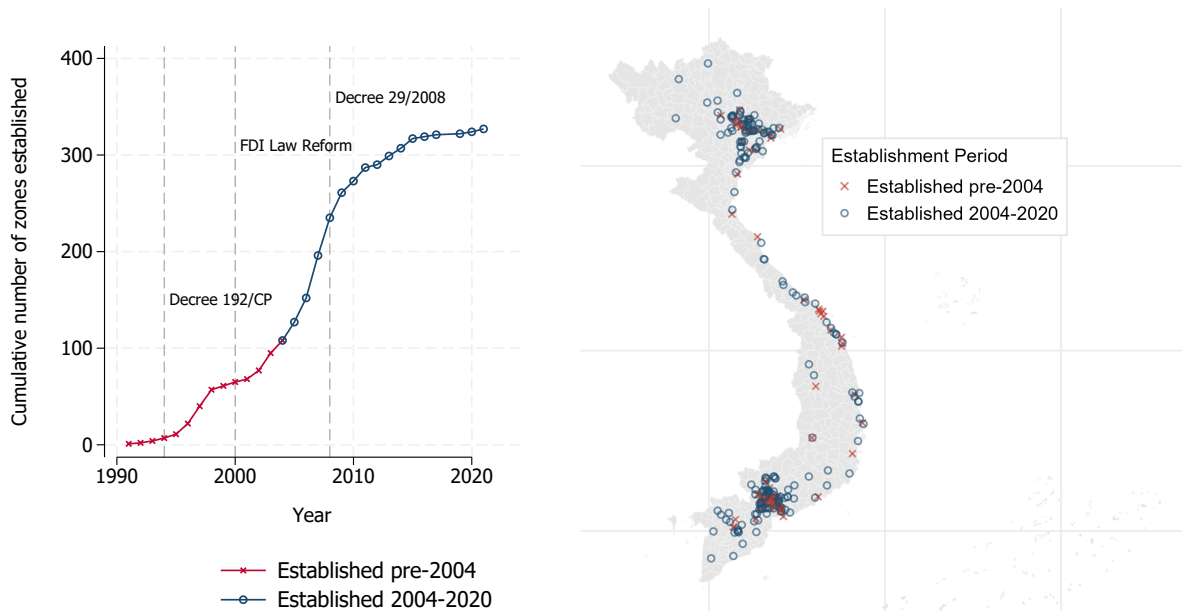 Cumulative number of zones established
400
300
200
100
0
Decree 29/2008
FDI Law Reform
Decree 192/CP
1990
2000
2010
2020
Year
Established pre-2004
Established 2004-2020
Establishment Period
Established pre-2004
Established 2004-2020